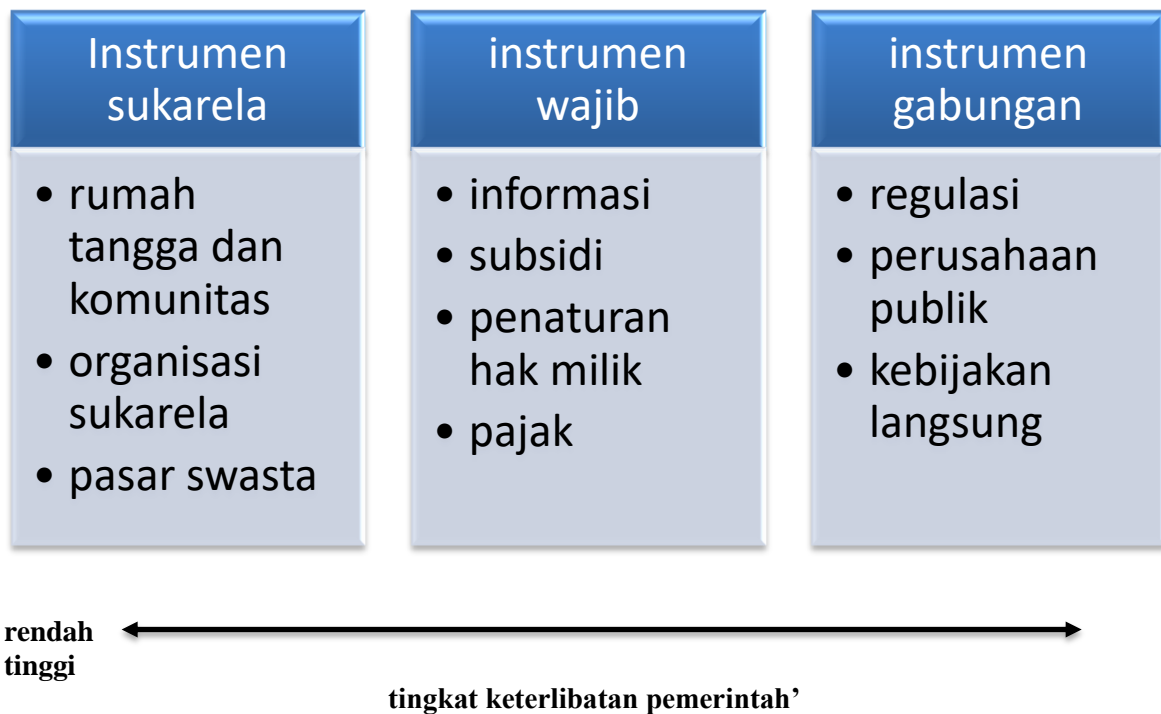 Instrumen
sukarela
• rumah
tangga dan
komunitas
• organisasi
sukarela
• pasar swasta
instrumen
wajib
• informasi
• subsidi
• penaturan
hak milik
• pajak
instrumen
gabungan
• regulasi
• perusahaan
publik
• kebijakan
langsung
rendah
tinggi
tingkat keterlibatan pemerintah’